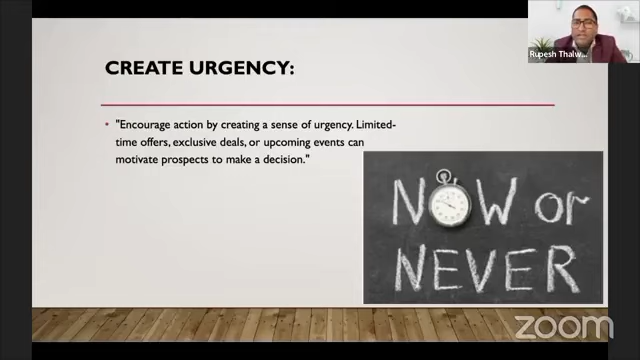 CREATE URGENCY:
• "Encourage action by creating a sense of urgency. Limited-
time offers, exclusive deals, or upcoming events can
motivate prospects to make a decision."
NOW or
NEVER
Rupesh Thalw...
zoom